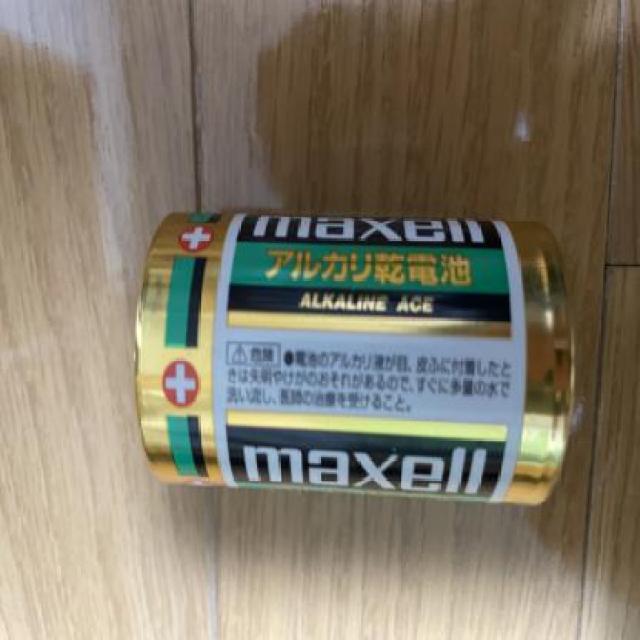 maxell
アルカリ乾電池
ALKALINE ACE
危険 ●電池のアルカリ液が目、皮ふに付着したと
きは失明やけがのおそれがあるので、すぐに多量の水で
洗い流し、医師の治療を受けること。
maxell